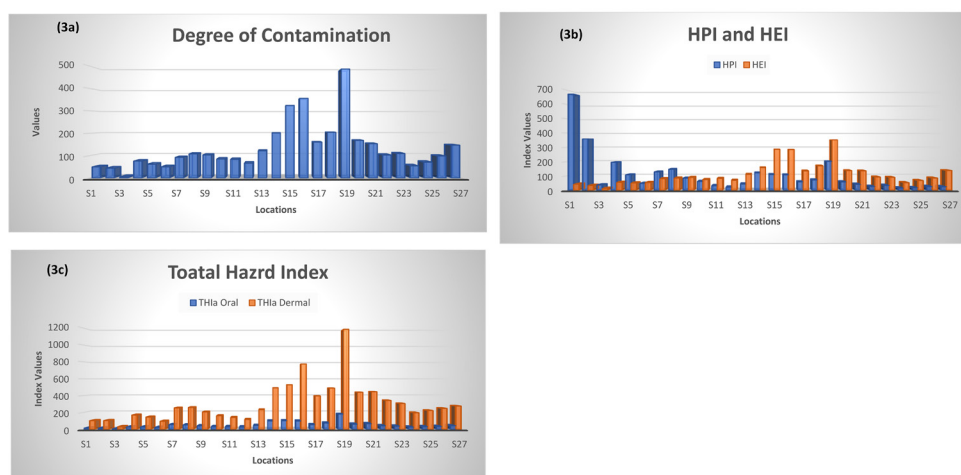 (3a)
Degree of Contamination
Values
500
400
300
200
100
0
S1 S3 S5 S7 S9 S11 S13 S15 S17 S19 S21 S23 S25 S27
Locations
(3b)
HPI and HEI
HPI HEI
Index Values
700
600
500
400
300
200
100
0
S1 S3 S5 S7 S9 S11 S13 S15 S17 S19 S21 S23 S25 S27
Locations
(3c)
Toatal Hazrd Index
THIa Oral THIa Dermal
Index Values
1200
1000
800
600
400
200
0
S1 S3 S5 S7 S9 S11 S13 S15 S17 S19 S21 S23 S25 S27
Locations